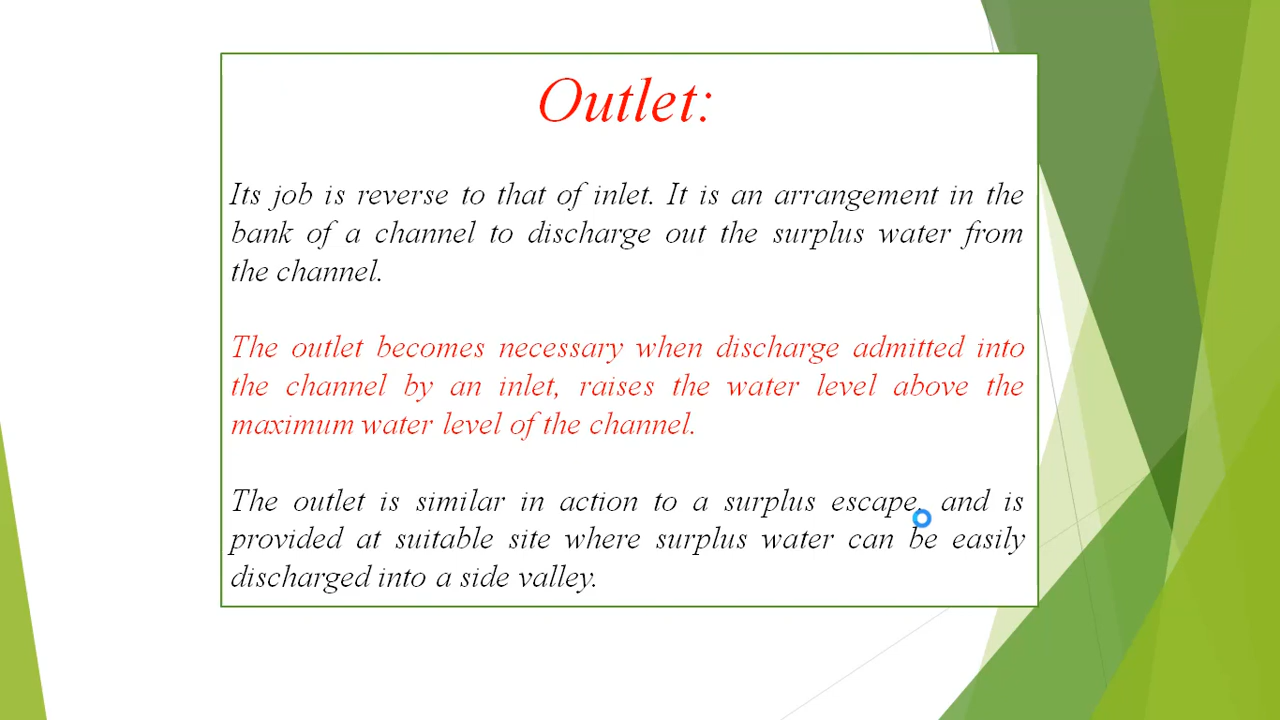 Outlet:
Its job is reverse to that of inlet. It is an arrangement in the
bank of a channel to discharge out the surplus water from
the channel.
The outlet becomes necessary when discharge admitted into
the channel by an inlet, raises the water level above the
maximum water level of the channel.
The outlet is similar in action to a surplus escape, and is
provided at suitable site where surplus water can be easily
discharged into a side valley.